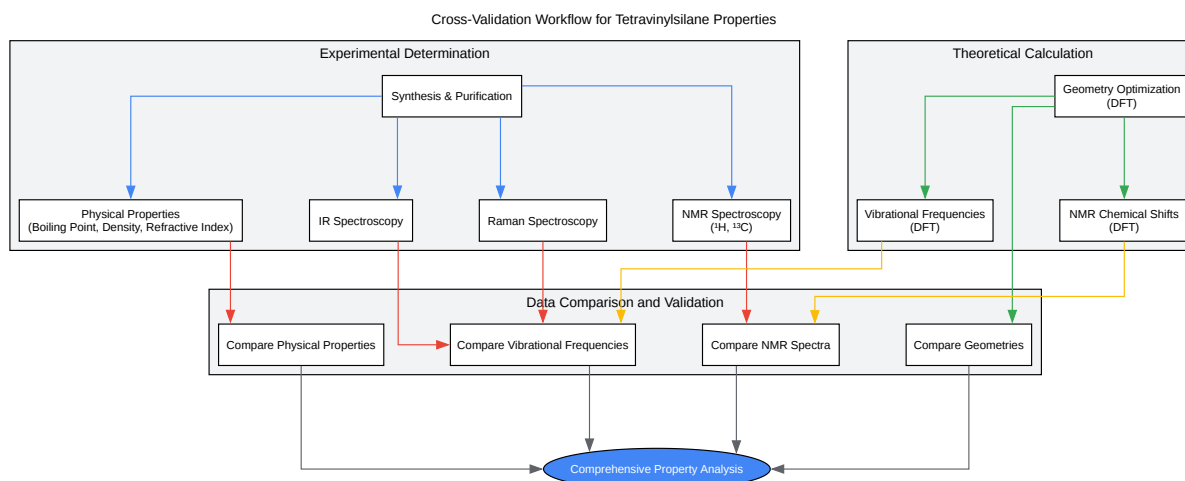 Cross-Validation Workflow for Tetravinylsilane Properties
Experimental Determination
Theoretical Calculation
Synthesis & Purification
Geometry Optimization
(DFT)
Physical Properties
(Boiling Point, Density, Refractive Index)
IR Spectroscopy
Raman Spectroscopy
NMR Spectroscopy
(¹H, ¹³C)
Vibrational Frequencies
(DFT)
NMR Chemical Shifts
(DFT)
Data Comparison and Validation
Compare Physical Properties
Compare Vibrational Frequencies
Compare NMR Spectra
Compare Geometries
Comprehensive Property Analysis